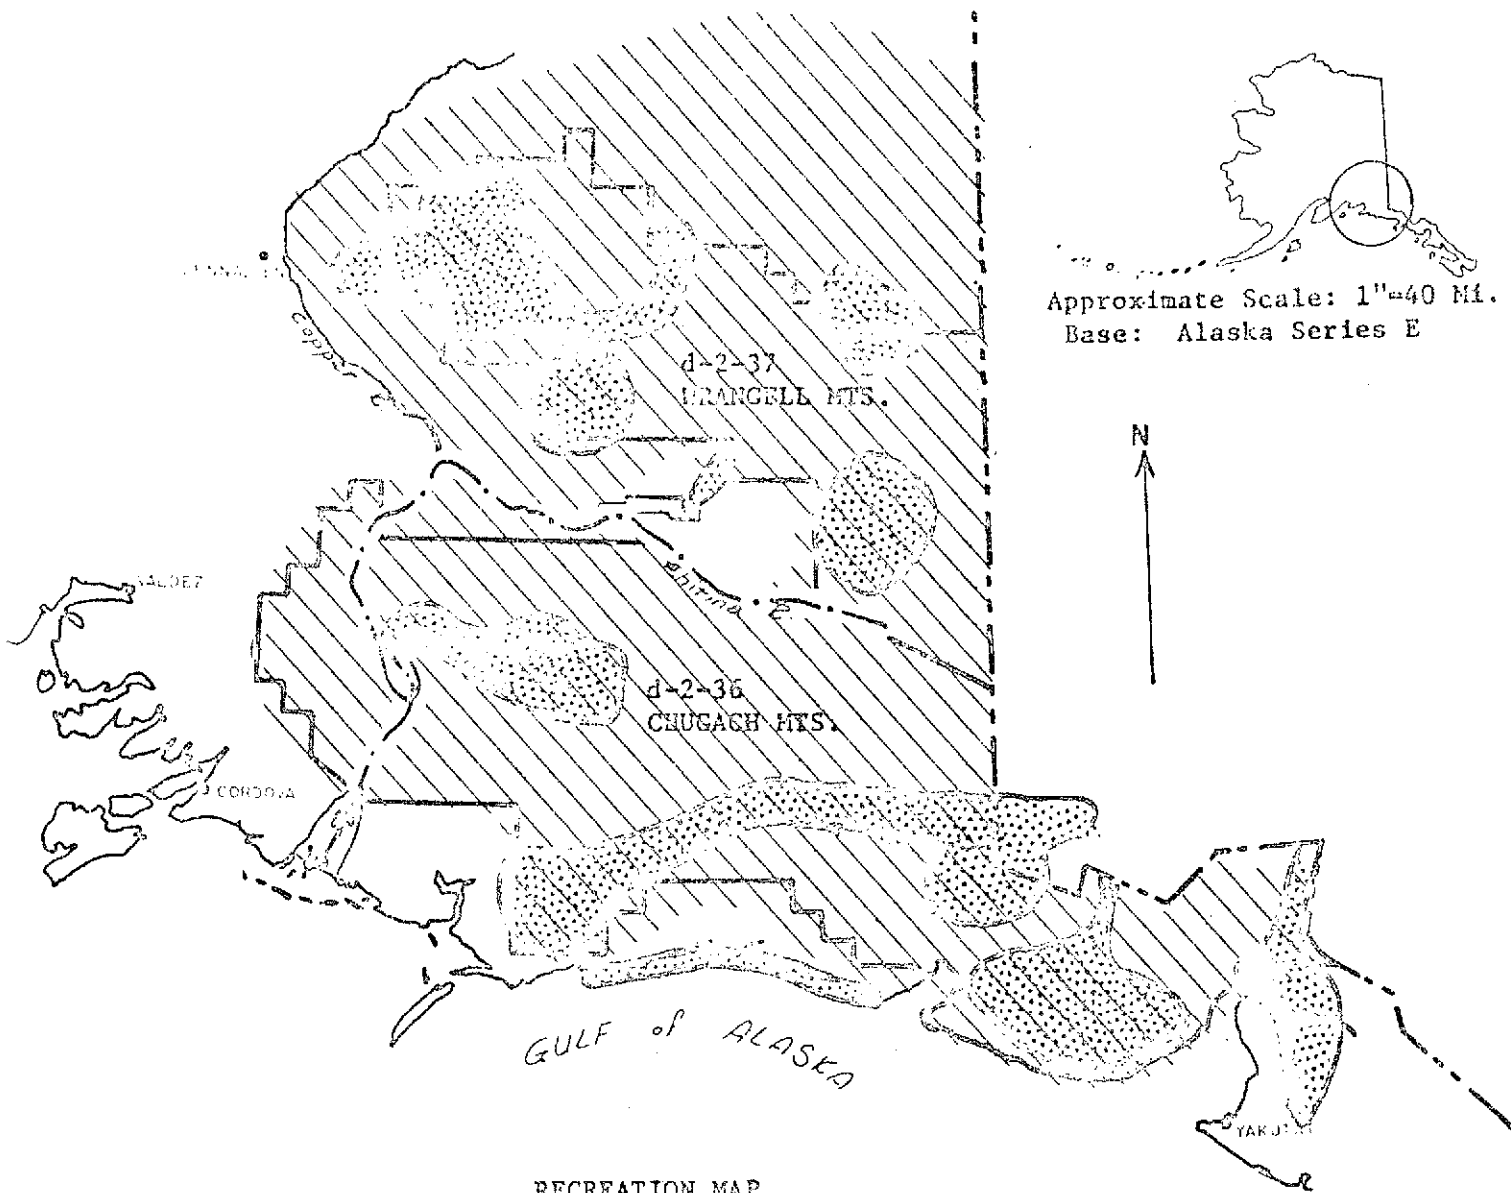 Approximate Scale: 1"=40 Mi.
Base: Alaska Series E
d-2-37
WRANGELL MTS.
N
VALDEZ
Chitina R
d-2-36
CHUGACH MTS.
CORDOVA
GULF of ALASKA
RECREATION MAP